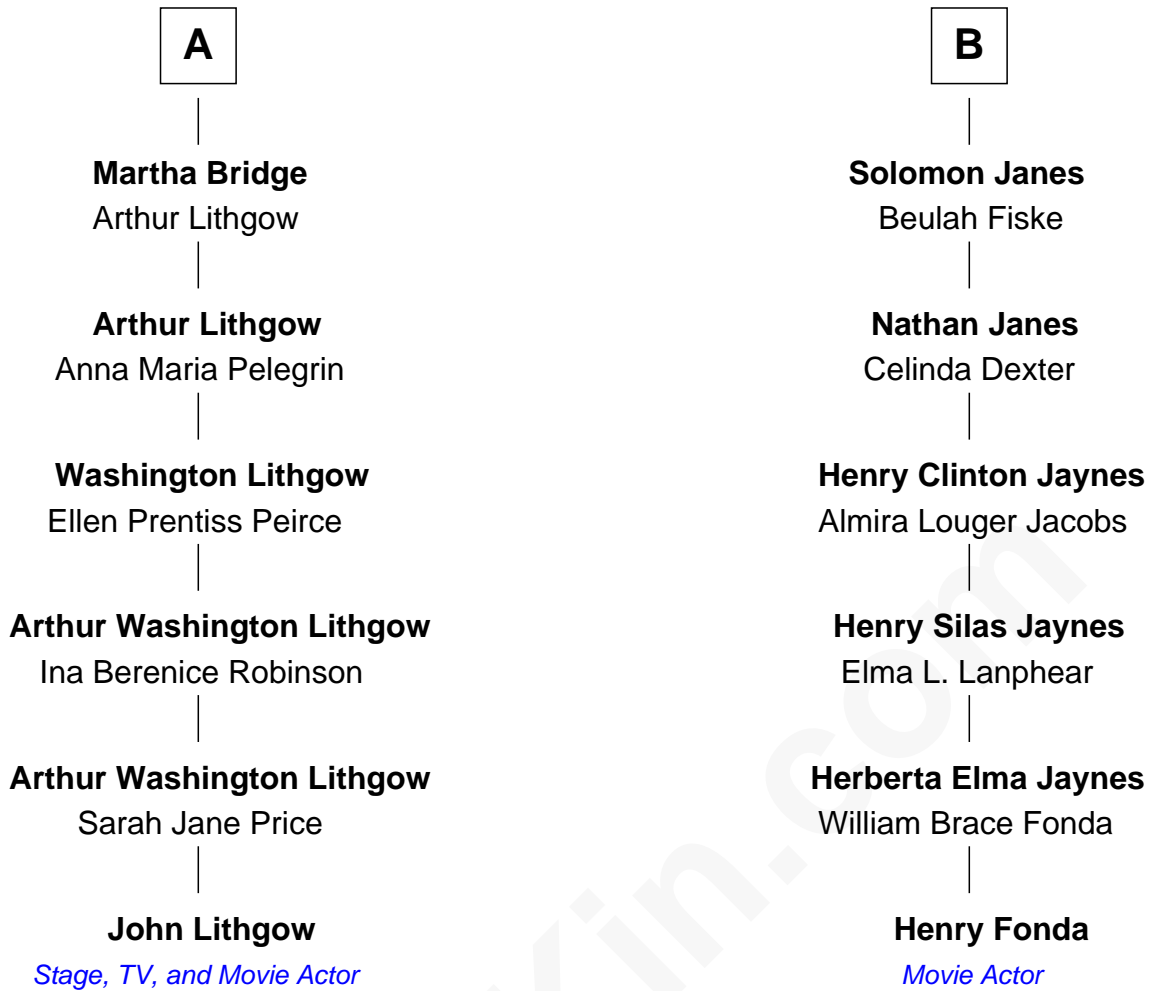 A
B
Martha Bridge
Arthur Lithgow
Solomon Janes
Beulah Fiske
Arthur Lithgow
Anna Maria Pelegrin
Nathan Janes
Celinda Dexter
Washington Lithgow
Ellen Prentiss Peirce
Henry Clinton Jaynes
Almira Louger Jacobs
Arthur Washington Lithgow
Ina Berenice Robinson
Henry Silas Jaynes
Elma L. Lanphear
Arthur Washington Lithgow
Sarah Jane Price
Herberta Elma Jaynes
William Brace Fonda
John Lithgow
Stage, TV, and Movie Actor
Henry Fonda
Movie Actor